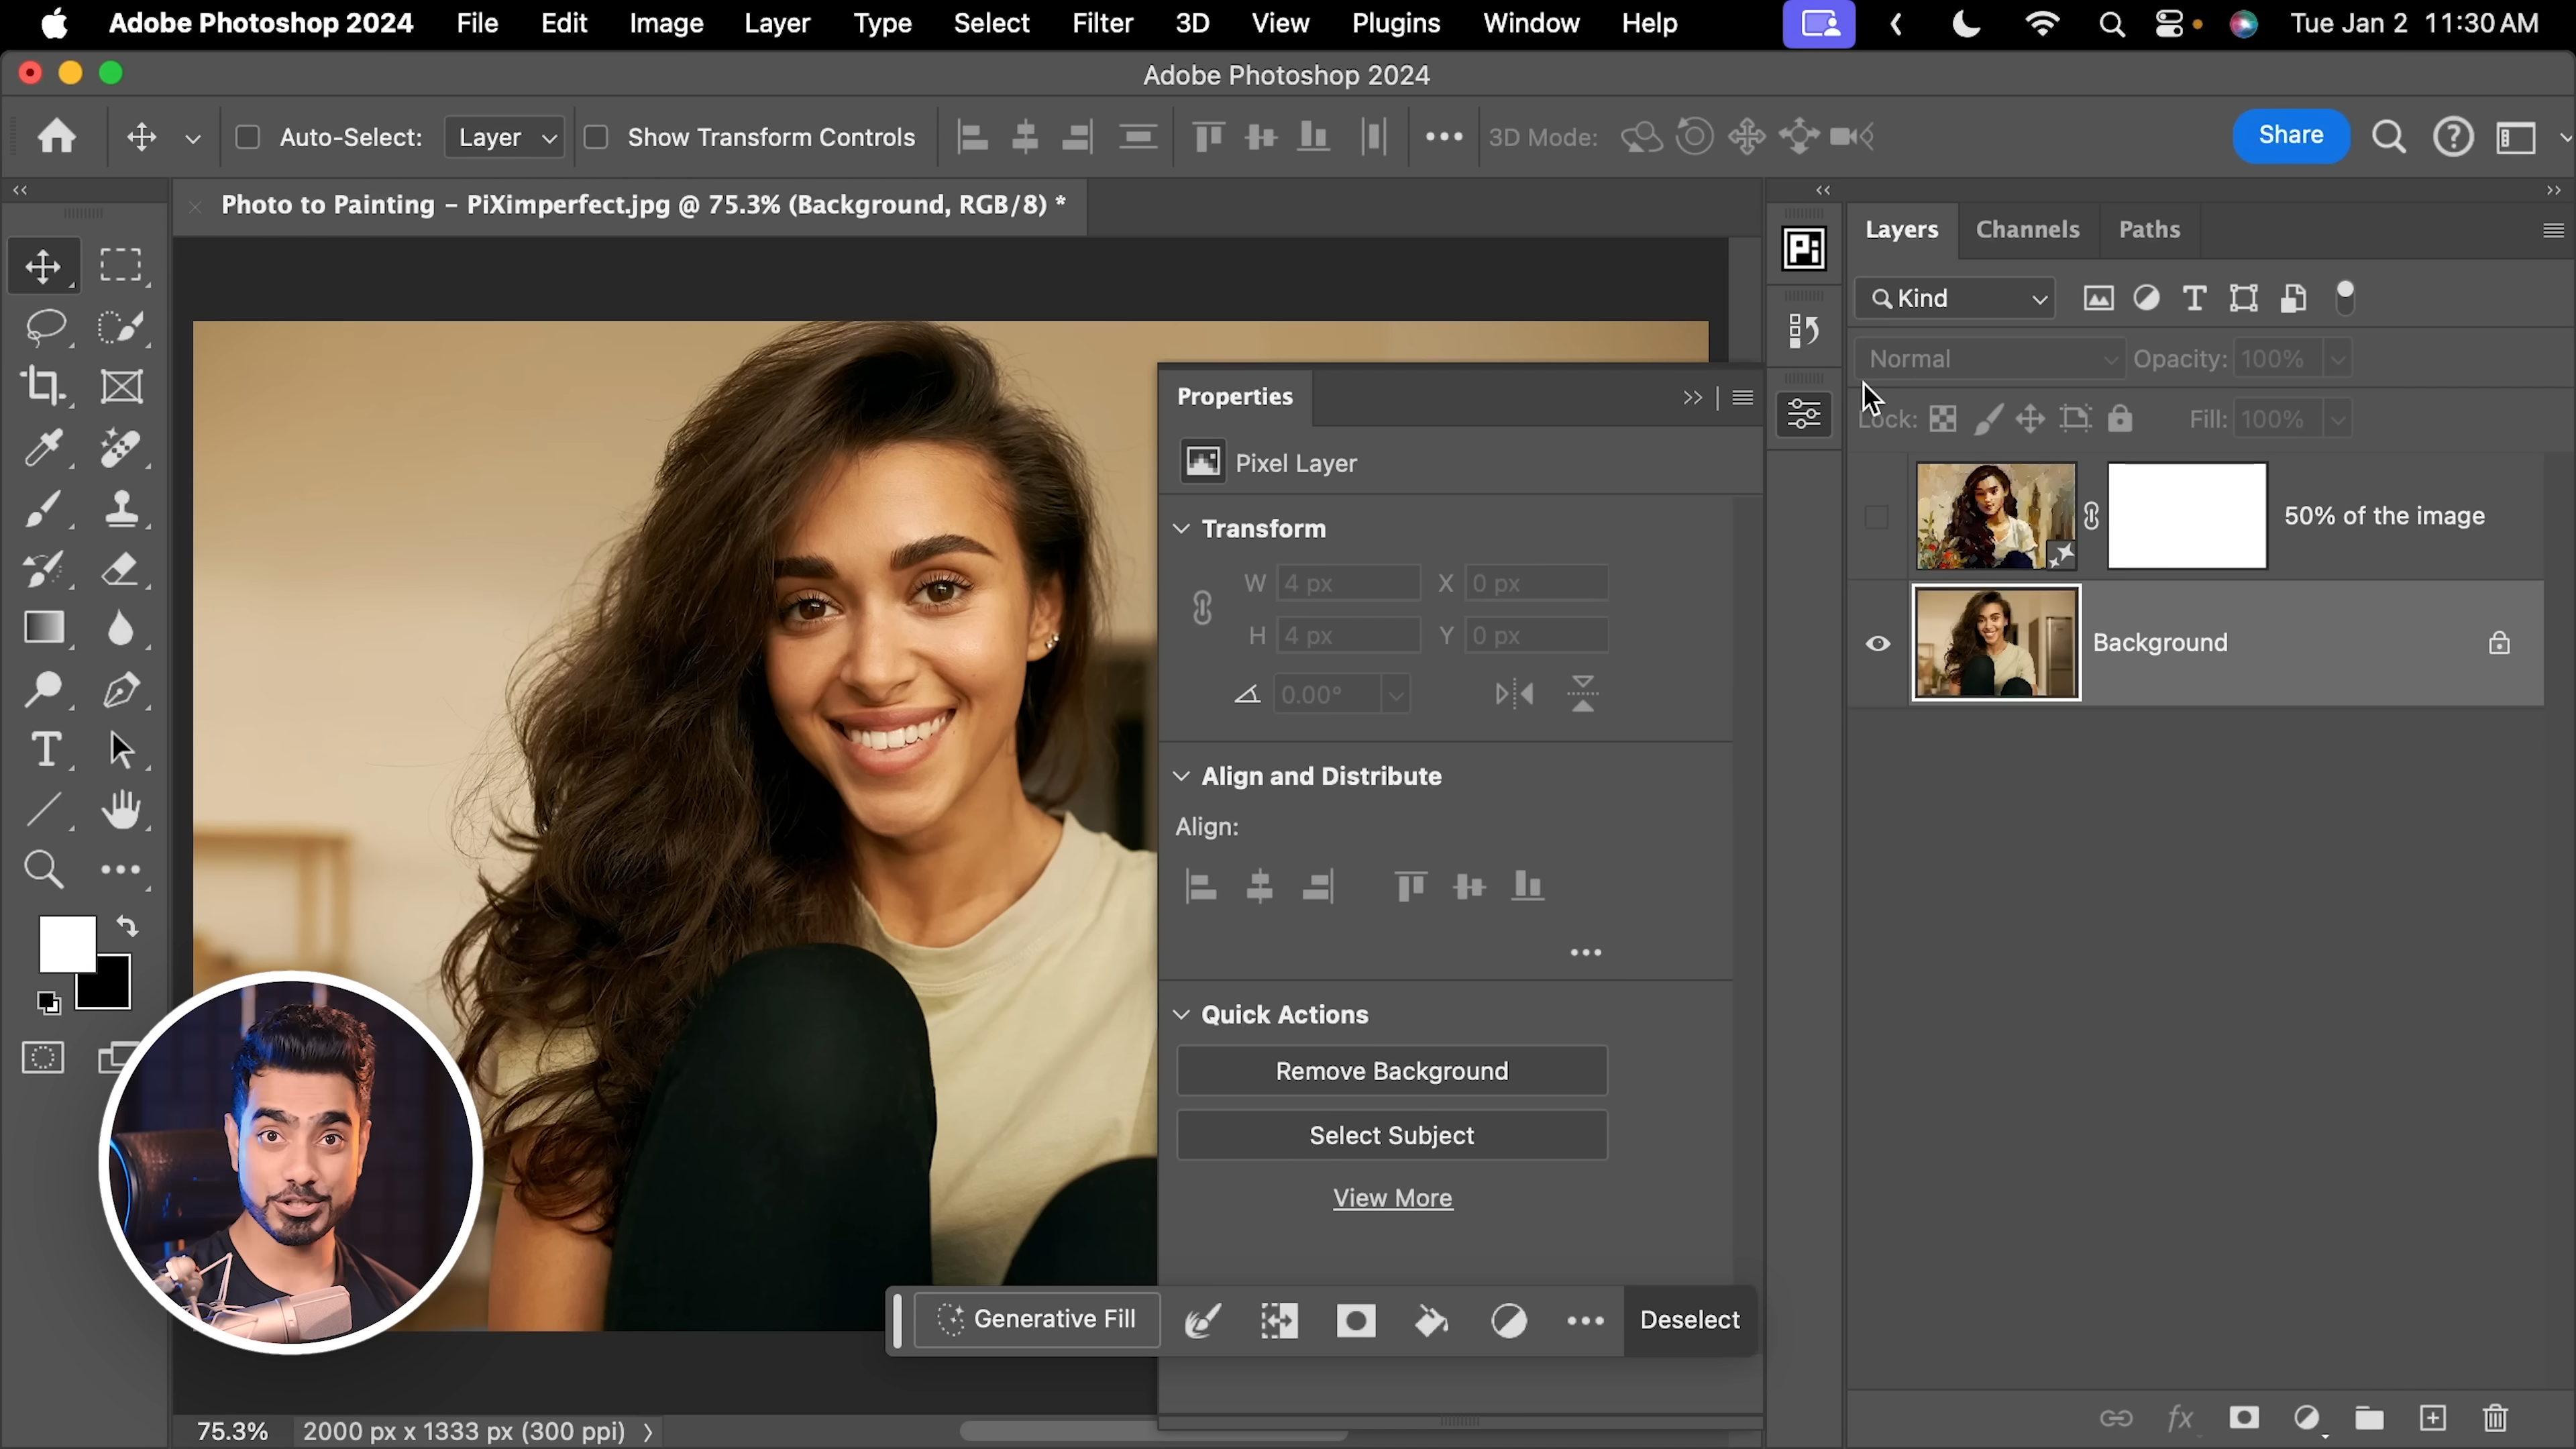 Adobe Photoshop 2024 File Edit Image Layer Type Select Filter 3D View Plugins Window Help Tue Jan 2 11:30 AM
Adobe Photoshop 2024
Auto-Select: Layer Show Transform Controls 3D Mode: Share
Photo to Painting – PiXimperfect.jpg @ 75.3% (Background, RGB/8) *
Pi
Layers Channels Paths
Kind
Normal Opacity: 100%
Lock: Fill: 100%
50% of the image
Background
Properties
Pixel Layer
Transform
W 4 px X 0 px
H 4 px Y 0 px
0.00°
Align and Distribute
Align:
Quick Actions
Remove Background
Select Subject
View More
Generative Fill Deselect
75.3% 2000 px x 1333 px (300 ppi)
fx